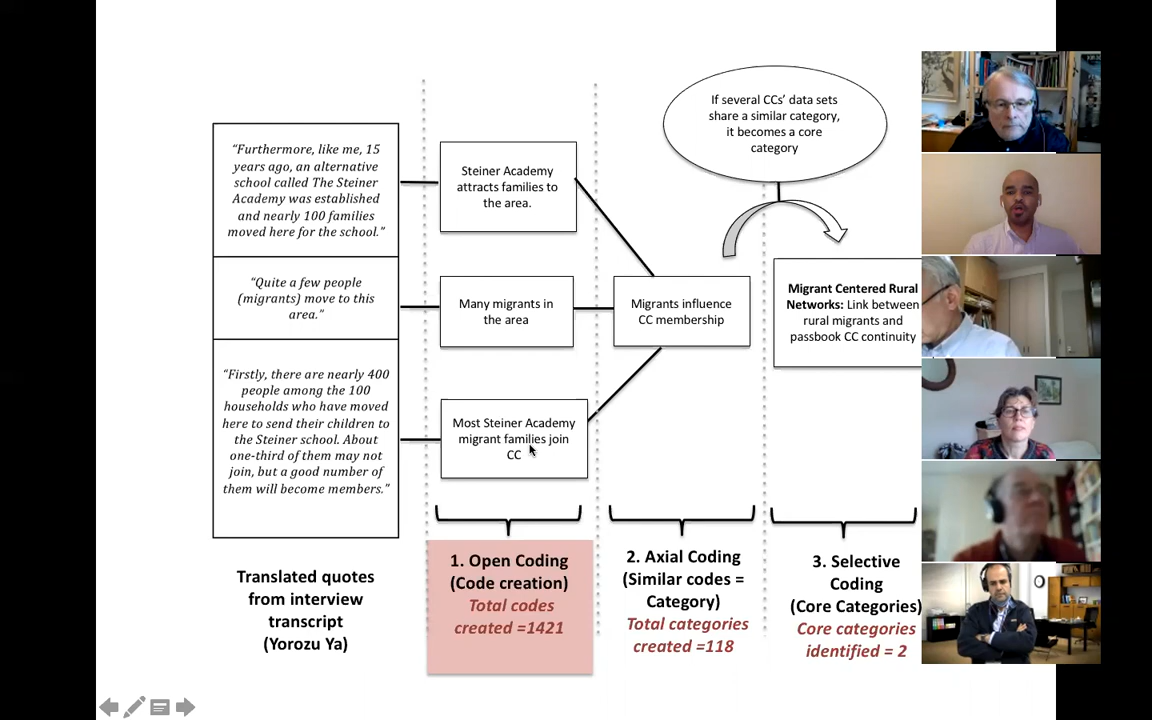 "Furthermore, like me, 15
years ago, an alternative
school called The Steiner
Academy was established
and nearly 100 families
moved here for the school."
"Quite a few people
(migrants) move to this
area."
"Firstly, there are nearly 400
people among the 100
households who have moved
here to send their children to
the Steiner school. About
one-third of them may not
join, but a good number of
them will become members."
Translated quotes
from interview
transcript
(Yorozu Ya)
Steiner Academy
attracts families to
the area.
Many migrants in
the area
Most Steiner Academy
migrant families join
CC
1. Open Coding
(Code creation)
Total codes
created =1421
Migrants influence
CC membership
2. Axial Coding
(Similar codes =
Category)
Total categories
created =118
If several CCs' data sets
share a similar category,
it becomes a core
category
Migrant Centered Rural
Networks: Link between
rural migrants and
passbook CC continuity
3. Selective
Coding
(Core Categories)
Core categories
identified = 2